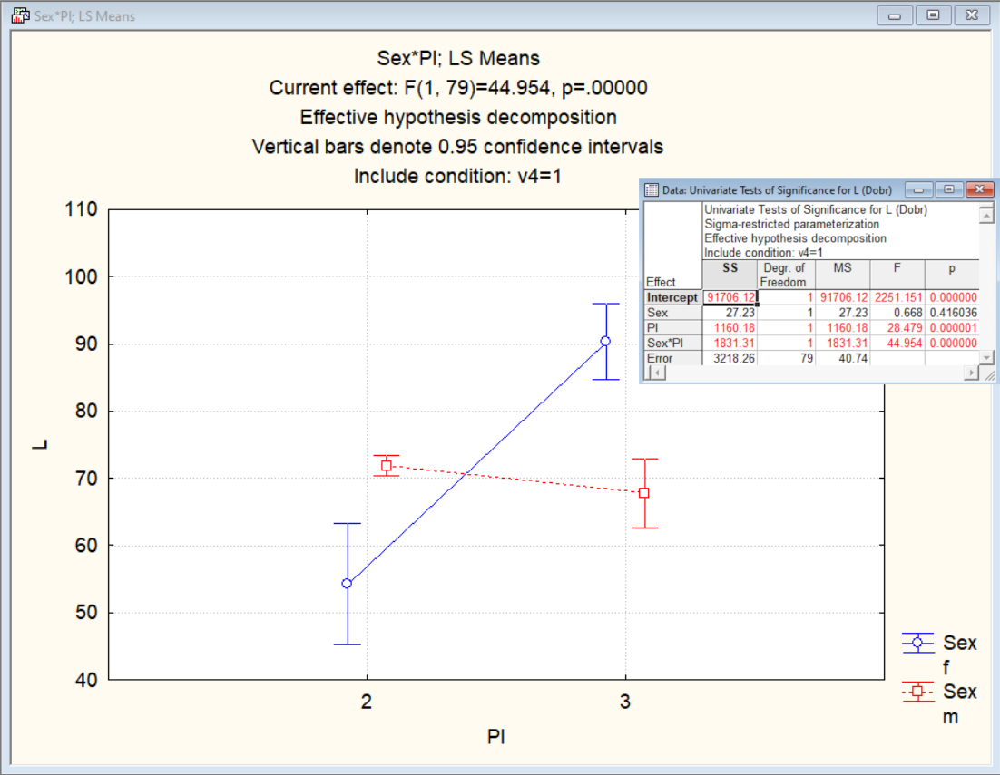 Sex*PI; LS Means
Sex*PI; LS Means
Current effect: F(1, 79)=44.954, p=.00000
Effective hypothesis decomposition
Vertical bars denote 0.95 confidence intervals
Include condition: v4=1
Data: Univariate Tests of Significance for L (Dobr)
Univariate Tests of Significance for L (Dobr)
Sigma-restricted parameterization
Effective hypothesis decomposition
Include condition: v4=1
Effect SS Degr. of Freedom MS F p
Intercept 91706.12 1 91706.12 2251.151 0.000000
Sex 27.23 1 27.23 0.668 0.416036
PI 1160.18 1 1160.18 28.479 0.000001
Sex*PI 1831.31 1 1831.31 44.954 0.000000
Error 3218.26 79 40.74
110
100
90
80
70
60
50
40
L
2 3
PI
Sex
f
Sex
m